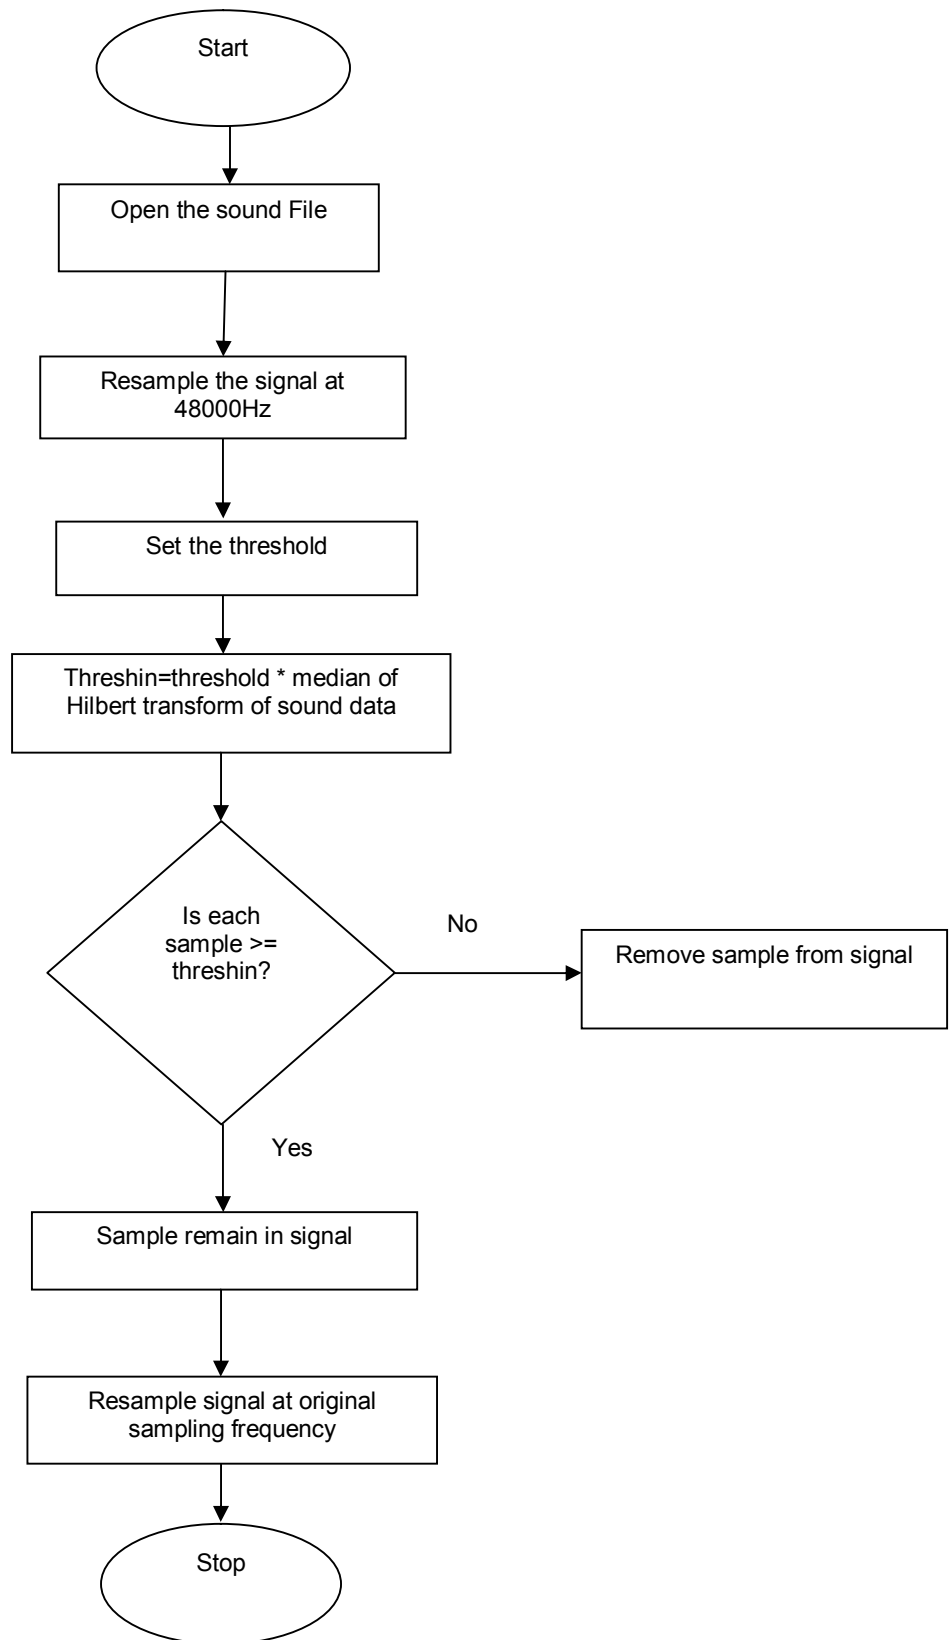 Start
Open the sound File
Resample the signal at
48000Hz
Set the threshold
Threshin=threshold * median of
Hilbert transform of sound data
Is each
sample >=
threshin?
No
Remove sample from signal
Yes
Sample remain in signal
Resample signal at original
sampling frequency
Stop